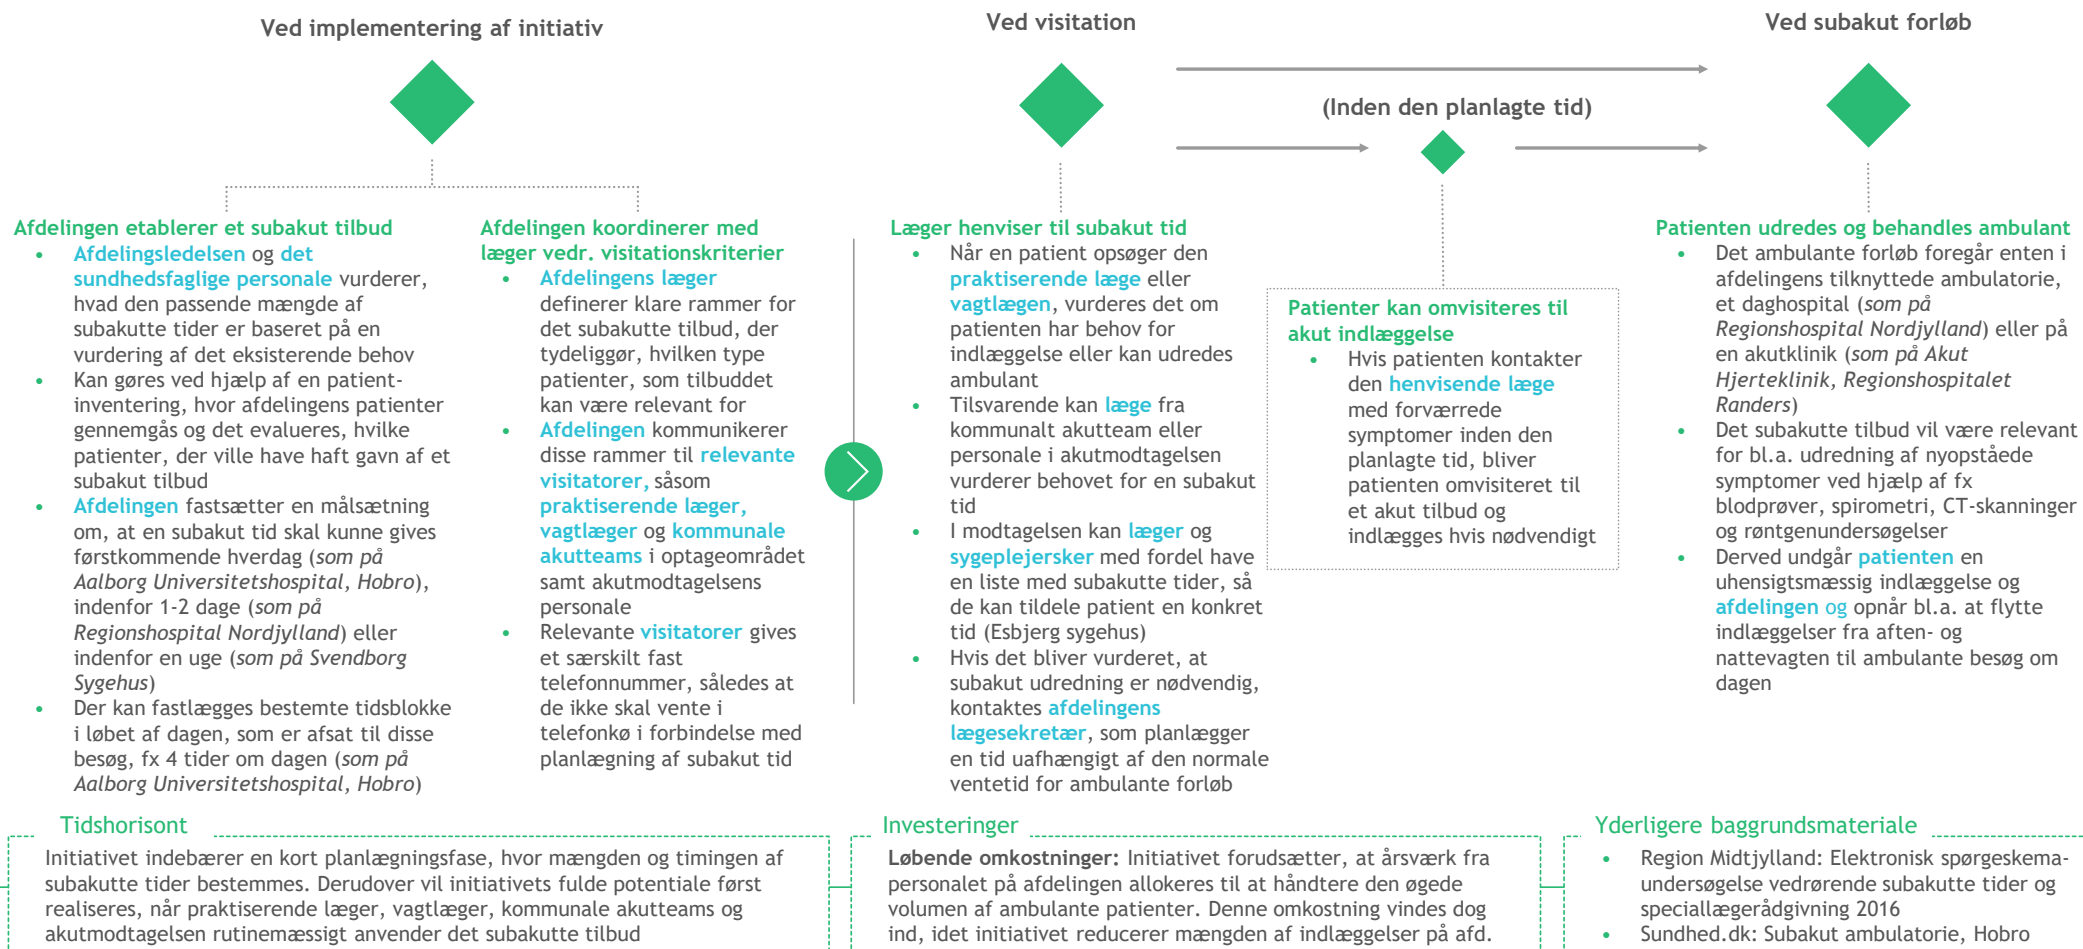 Ved implementering af initiativ
Ved visitation
Ved subakut forløb
(Inden den planlagte tid)
Afdelingen etablerer et subakut tilbud
• Afdelingsledelsen og det
sundhedsfaglige personale vurderer,
hvad den passende mængde af
subakutte tider er baseret på en
vurdering af det eksisterende behov
• Kan gøres ved hjælp af en patient-
inventering, hvor afdelingens patienter
gennemgås og det evalueres, hvilke
patienter, der ville have haft gavn af et
subakut tilbud
• Afdelingen fastsætter en målsætning
om, at en subakut tid skal kunne gives
førstkommende hverdag (som på
Aalborg Universitetshospital, Hobro),
indenfor 1-2 dage (som på
Regionshospital Nordjylland) eller
indenfor en uge (som på Svendborg
Sygehus)
• Der kan fastlægges bestemte tidsblokke
i løbet af dagen, som er afsat til disse
besøg, fx 4 tider om dagen (som på
Aalborg Universitetshospital, Hobro)
Afdelingen koordinerer med
læger vedr. visitationskriterier
• Afdelingens læger
definerer klare rammer for
det subakutte tilbud, der
tydeliggør, hvilken type
patienter, som tilbuddet
kan være relevant for
• Afdelingen kommunikerer
disse rammer til relevante
visitatorer, såsom
praktiserende læger,
vagtlæger og kommunale
akutteams i optageområdet
samt akutmodtagelsens
personale
• Relevante visitatorer gives
et særskilt fast
telefonnummer, således at
de ikke skal vente i
telefonkø i forbindelse med
planlægning af subakut tid
Læger henviser til subakut tid
• Når en patient opsøger den
praktiserende læge eller
vagtlægen, vurderes det om
patienten har behov for
indlæggelse eller kan udredes
ambulant
• Tilsvarende kan læge fra
kommunalt akutteam eller
personale i akutmodtagelsen
vurderer behovet for en subakut
tid
• I modtagelsen kan læger og
sygeplejersker med fordel have
en liste med subakutte tider, så
de kan tildele patient en konkret
tid (Esbjerg sygehus)
• Hvis det bliver vurderet, at
subakut udredning er nødvendig,
kontaktes afdelingens
lægesekretær, som planlægger
en tid uafhængigt af den normale
ventetid for ambulante forløb
Patienter kan omvisiteres til
akut indlæggelse
• Hvis patienten kontakter
den henvisende læge
med forværrede
symptomer inden den
planlagte tid, bliver
patienten omvisiteret til
et akut tilbud og
indlægges hvis nødvendigt
Patienten udredes og behandles ambulant
• Det ambulante forløb foregår enten i
afdelingens tilknyttede ambulatorie,
et daghospital (som på
Regionshospital Nordjylland) eller på
en akutklinik (som på Akut
Hjerteklinik, Regionshospitalet
Randers)
• Det subakutte tilbud vil være relevant
for bl.a. udredning af nyopståede
symptomer ved hjælp af fx
blodprøver, spirometri, CT-skanninger
og røntgenundersøgelser
• Derved undgår patienten en
uhensigtsmæssig indlæggelse og
afdelingen og opnår bl.a. at flytte
indlæggelser fra aften- og
nattevagten til ambulante besøg om
dagen
Tidshorisont
Initiativet indebærer en kort planlægningsfase, hvor mængden og timingen af
subakutte tider bestemmes. Derudover vil initiativets fulde potentiale først
realiseres, når praktiserende læger, vagtlæger, kommunale akutteams og
akutmodtagelsen rutinemæssigt anvender det subakutte tilbud
Investeringer
Løbende omkostninger: Initiativet forudsætter, at årsværk fra
personalet på afdelingen allokeres til at håndtere den øgede
volumen af ambulante patienter. Denne omkostning vindes dog
ind, idet initiativet reducerer mængden af indlæggelser på afd.
Yderligere baggrundsmateriale
• Region Midtjylland: Elektronisk spørgeskema-
undersøgelse vedrørende subakutte tider og
speciallægerådgivning 2016
• Sundhed.dk: Subakut ambulatorie, Hobro